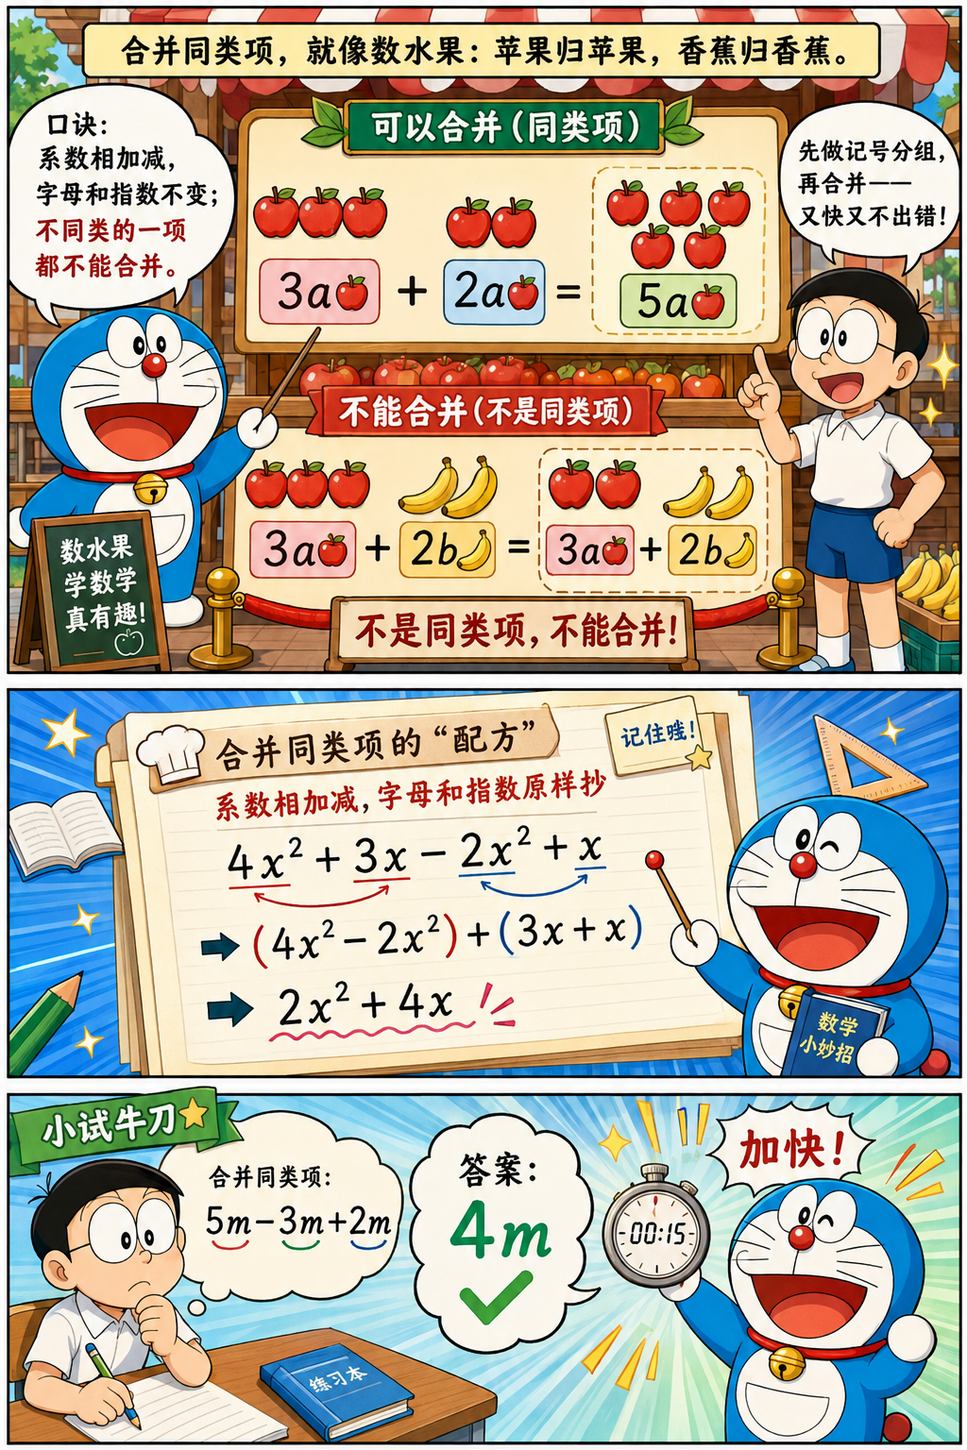 合并同类项，就像数水果：苹果归苹果，香蕉归香蕉。
口诀：
系数相加减，
字母和指数不变；
不同类的一项
都不能合并。
可以合并（同类项）
先做记号分组，
再合并——
又快又不出错！
3a + 2a = 5a
不能合并（不是同类项）
3a + 2b = 3a + 2b
数水果
学数学
真有趣！
不是同类项，不能合并！
合并同类项的“配方”
记住哦！
系数相加减，字母和指数原样抄
4x² + 3x − 2x² + x
(4x² − 2x²) + (3x + x)
2x² + 4x
数学
小妙招
小试牛刀
合并同类项：
5m−3m+2m
练习本
答案：
4m
00:15
加快！